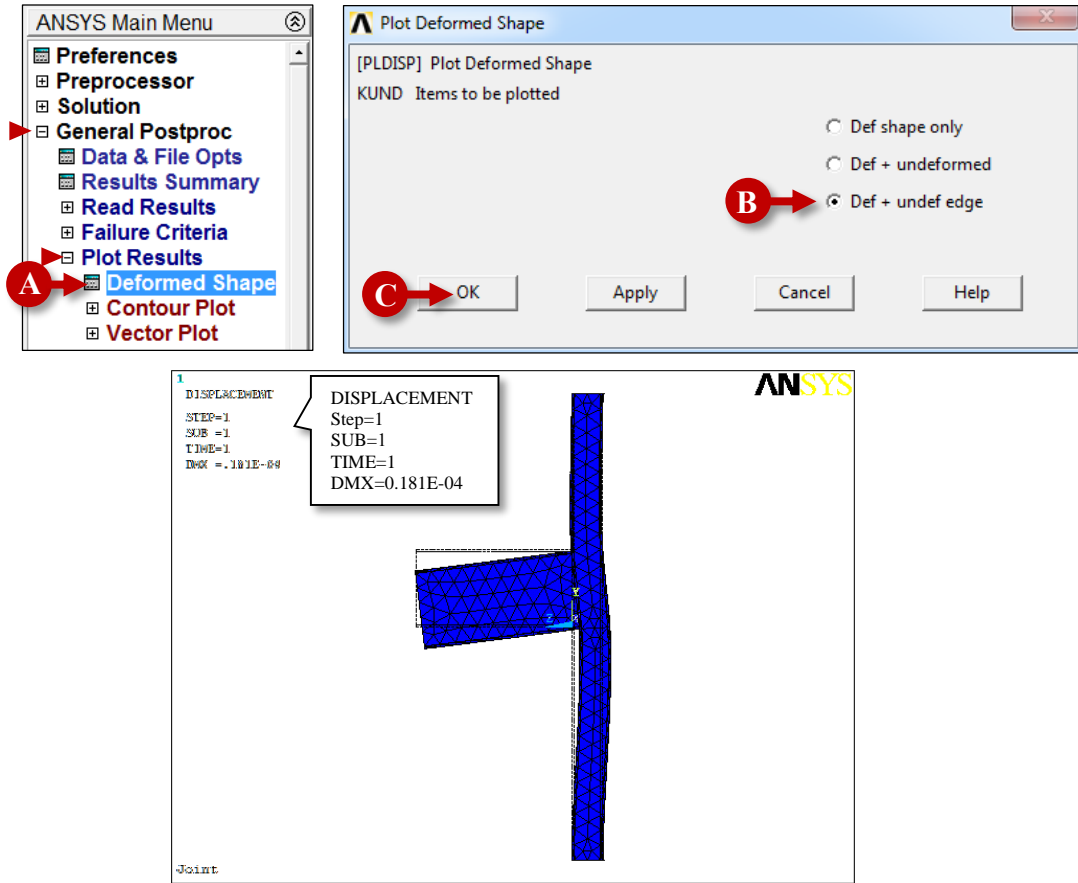 ANSYS Main Menu
Preferences
Preprocessor
Solution
General Postproc
Data & File Opts
Results Summary
Read Results
Failure Criteria
Plot Results
A
Deformed Shape
Contour Plot
Vector Plot
Plot Deformed Shape
X
[PLDISP] Plot Deformed Shape
KUND Items to be plotted
Def shape only
Def + undeformed
B
Def + undef edge
C
OK Apply Cancel Help
1
DISPLACEMENT
STEP=1
SUB =1
TIME=1
DMX =.181E-04
DISPLACEMENT
Step=1
SUB=1
TIME=1
DMX=0.181E-04
ANSYS
Y
Z X
Joint